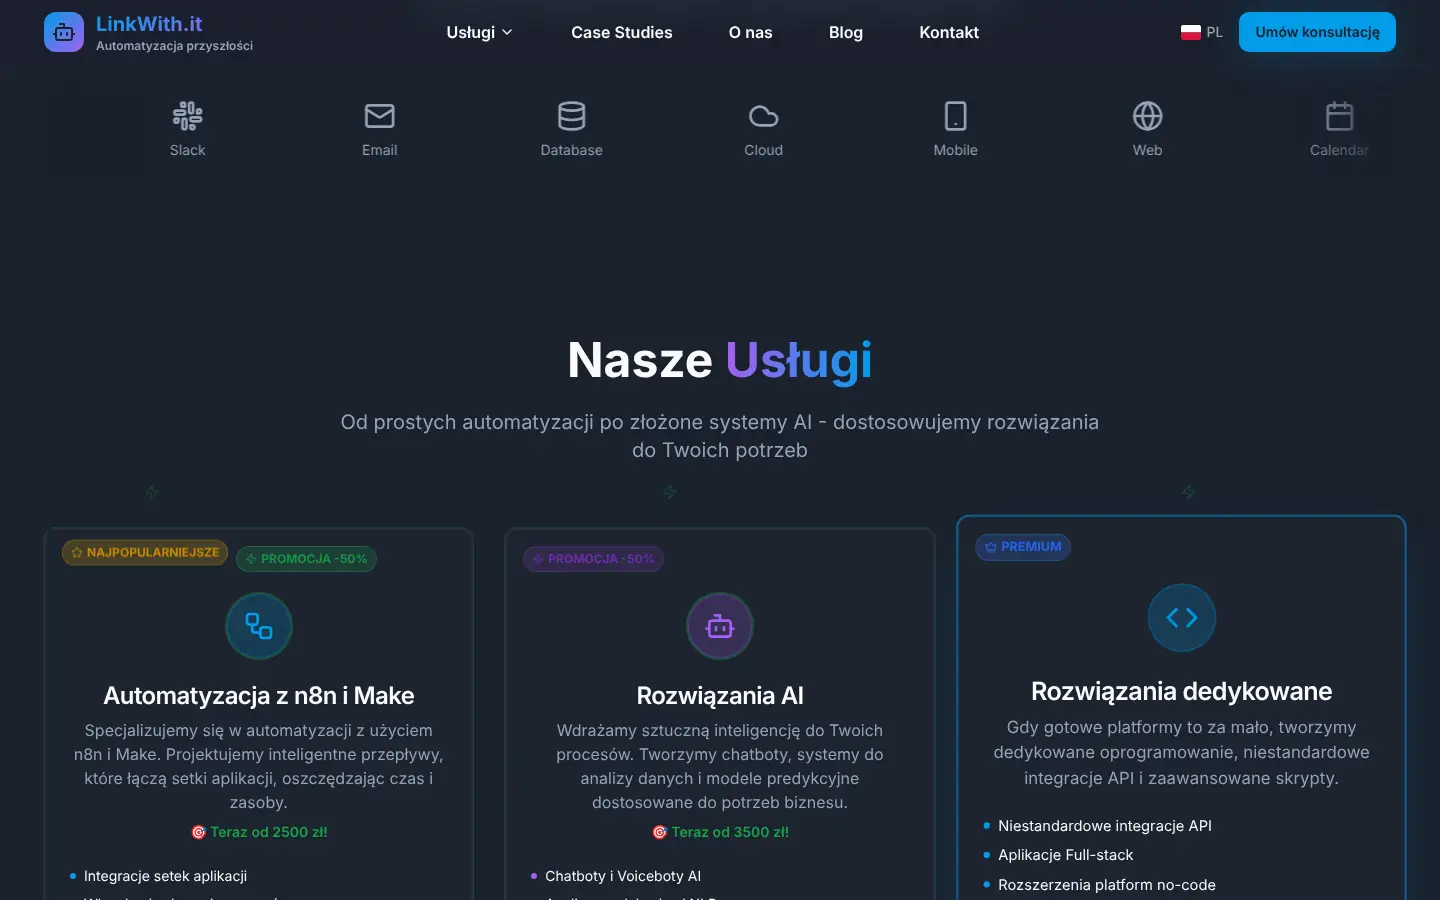 LinkWith.it
Automatyzacja przyszłości
Usługi
Case Studies
O nas
Blog
Kontakt
PL
Umów konsultację
Slack
Email
Database
Cloud
Mobile
Web
Calendar
Nasze Usługi
Od prostych automatyzacji po złożone systemy AI - dostosowujemy rozwiązania
do Twoich potrzeb
NAJPOPULARNIEJSZE
PROMOCJA -50%
Automatyzacja z n8n i Make
Specjalizujemy się w automatyzacji z użyciem
n8n i Make. Projektujemy inteligentne przepływy,
które łączą setki aplikacji, oszczędzając czas i
zasoby.
🎯 Teraz od 2500 zł!
Integracje setek aplikacji
PROMOCJA -50%
Rozwiązania AI
Wdrażamy sztuczną inteligencję do Twoich
procesów. Tworzymy chatboty, systemy do
analizy danych i modele predykcyjne
dostosowane do potrzeb biznesu.
🎯 Teraz od 3500 zł!
Chatboty i Voiceboty AI
PREMIUM
Rozwiązania dedykowane
Gdy gotowe platformy to za mało, tworzymy
dedykowane oprogramowanie, niestandardowe
integracje API i zaawansowane skrypty.
Niestandardowe integracje API
Aplikacje Full-stack
Rozszerzenia platform no-code